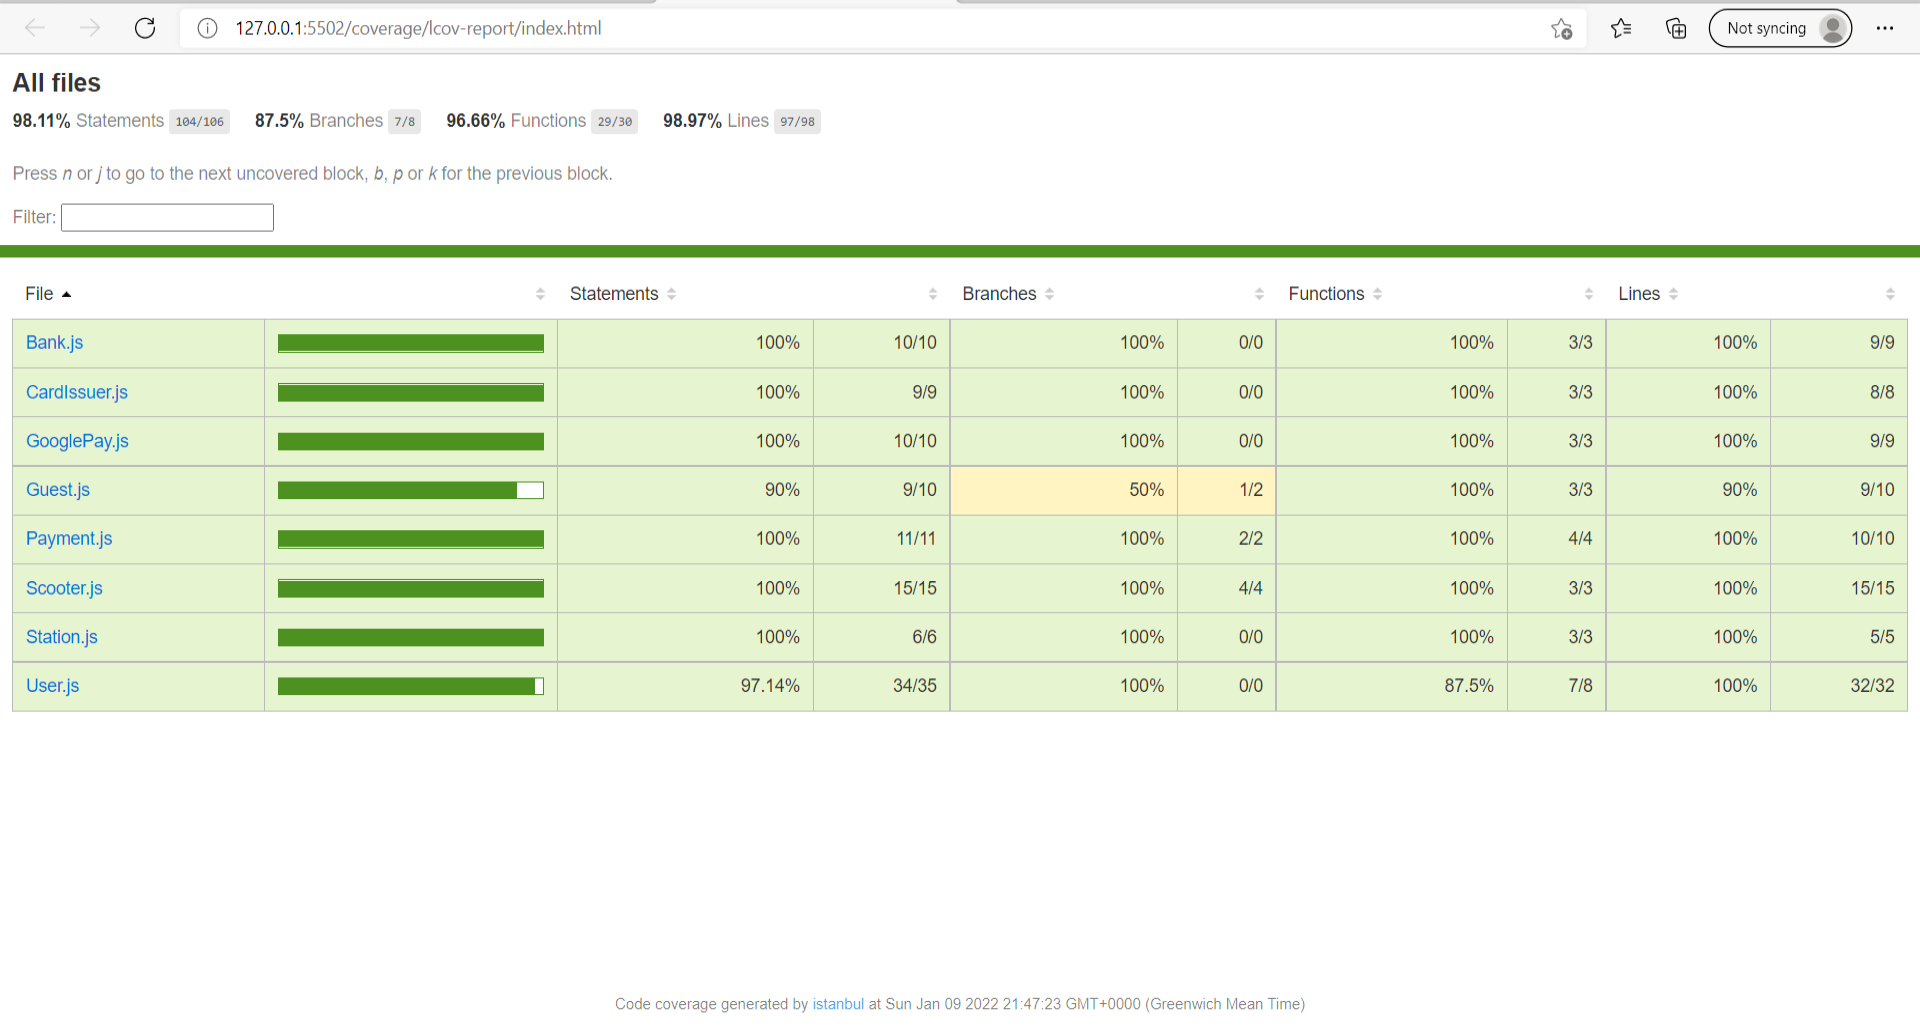 127.0.0.1:5502/coverage/lcov-report/index.html Not syncing
All files
98.11% Statements 104/106 87.5% Branches 7/8 96.66% Functions 29/30 98.97% Lines 97/98
Press n or j to go to the next uncovered block, b, p or k for the previous block.
Filter:
File Statements Branches Functions Lines
Bank.js 100% 10/10 100% 0/0 100% 3/3 100% 9/9
CardIssuer.js 100% 9/9 100% 0/0 100% 3/3 100% 8/8
GooglePay.js 100% 10/10 100% 0/0 100% 3/3 100% 9/9
Guest.js 90% 9/10 50% 1/2 100% 3/3 90% 9/10
Payment.js 100% 11/11 100% 2/2 100% 4/4 100% 10/10
Scooter.js 100% 15/15 100% 4/4 100% 3/3 100% 15/15
Station.js 100% 6/6 100% 0/0 100% 3/3 100% 5/5
User.js 97.14% 34/35 100% 0/0 87.5% 7/8 100% 32/32
Code coverage generated by istanbul at Sun Jan 09 2022 21:47:23 GMT+0000 (Greenwich Mean Time)